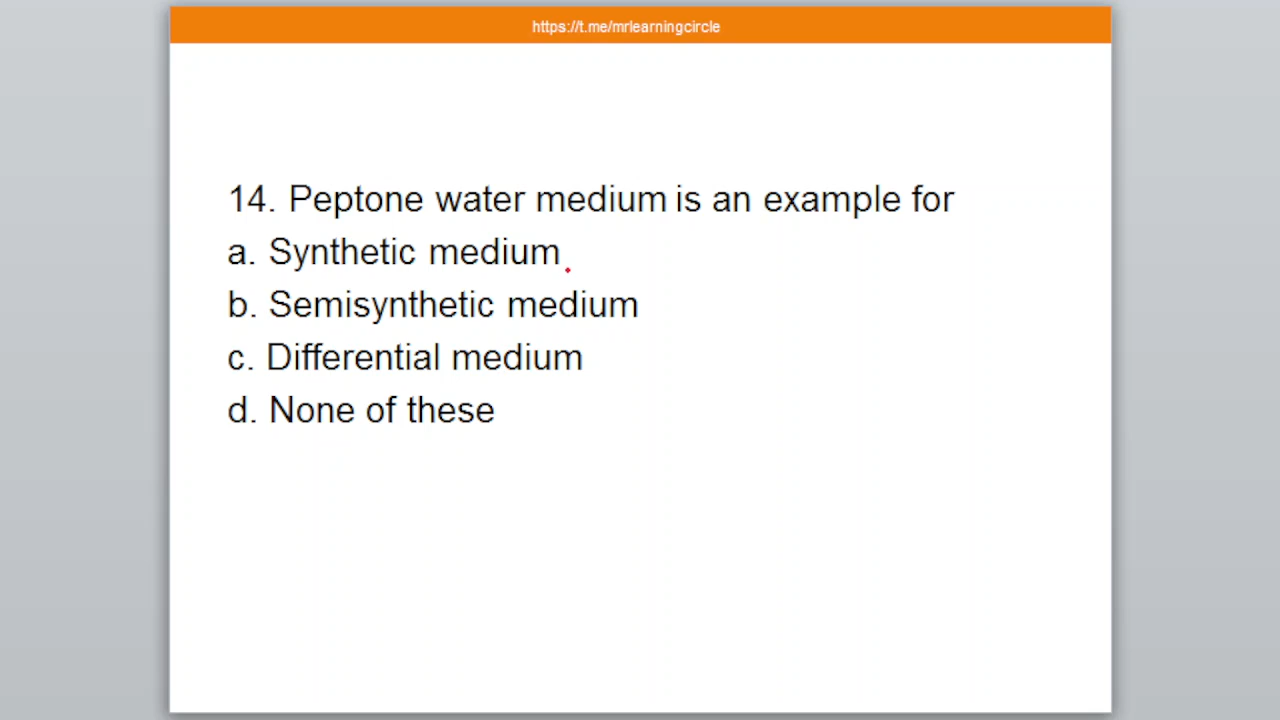 https://t.me/mrlearningcircle
14. Peptone water medium is an example for
a. Synthetic medium
b. Semisynthetic medium
c. Differential medium
d. None of these